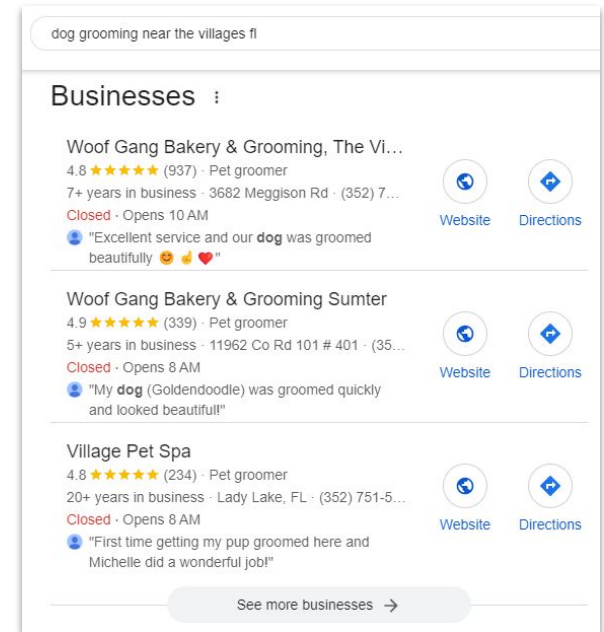 dog grooming near the villages fl
Businesses
Woof Gang Bakery & Grooming, The Vi...
4.8 ★★★★★ (937) · Pet groomer
7+ years in business · 3682 Meggison Rd · (352) 7...
Closed · Opens 10 AM
"Excellent service and our dog was groomed
beautifully 😊 ☝ ❤"
Website
Directions
Woof Gang Bakery & Grooming Sumter
4.9 ★★★★★ (339) · Pet groomer
5+ years in business · 11962 Co Rd 101 # 401 · (35...
Closed · Opens 8 AM
"My dog (Goldendoodle) was groomed quickly
and looked beautiful!"
Website
Directions
Village Pet Spa
4.8 ★★★★★ (234) · Pet groomer
20+ years in business · Lady Lake, FL · (352) 751-5...
Closed · Opens 8 AM
"First time getting my pup groomed here and
Michelle did a wonderful job!"
Website
Directions
See more businesses →